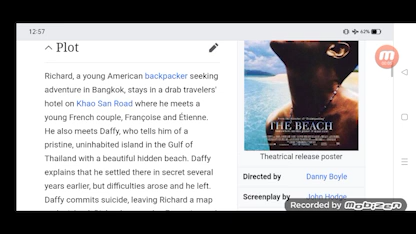 12:57
62%
Plot
Richard, a young American backpacker seeking
adventure in Bangkok, stays in a drab travelers'
hotel on Khao San Road where he meets a
young French couple, Françoise and Étienne.
He also meets Daffy, who tells him of a
pristine, uninhabited island in the Gulf of
Thailand with a beautiful hidden beach. Daffy
explains that he settled there in secret several
years earlier, but difficulties arose and he left.
Daffy commits suicide, leaving Richard a map
THE BEACH
Theatrical release poster
Directed by Danny Boyle
Screenplay by John Hodge
Recorded by Mobizen